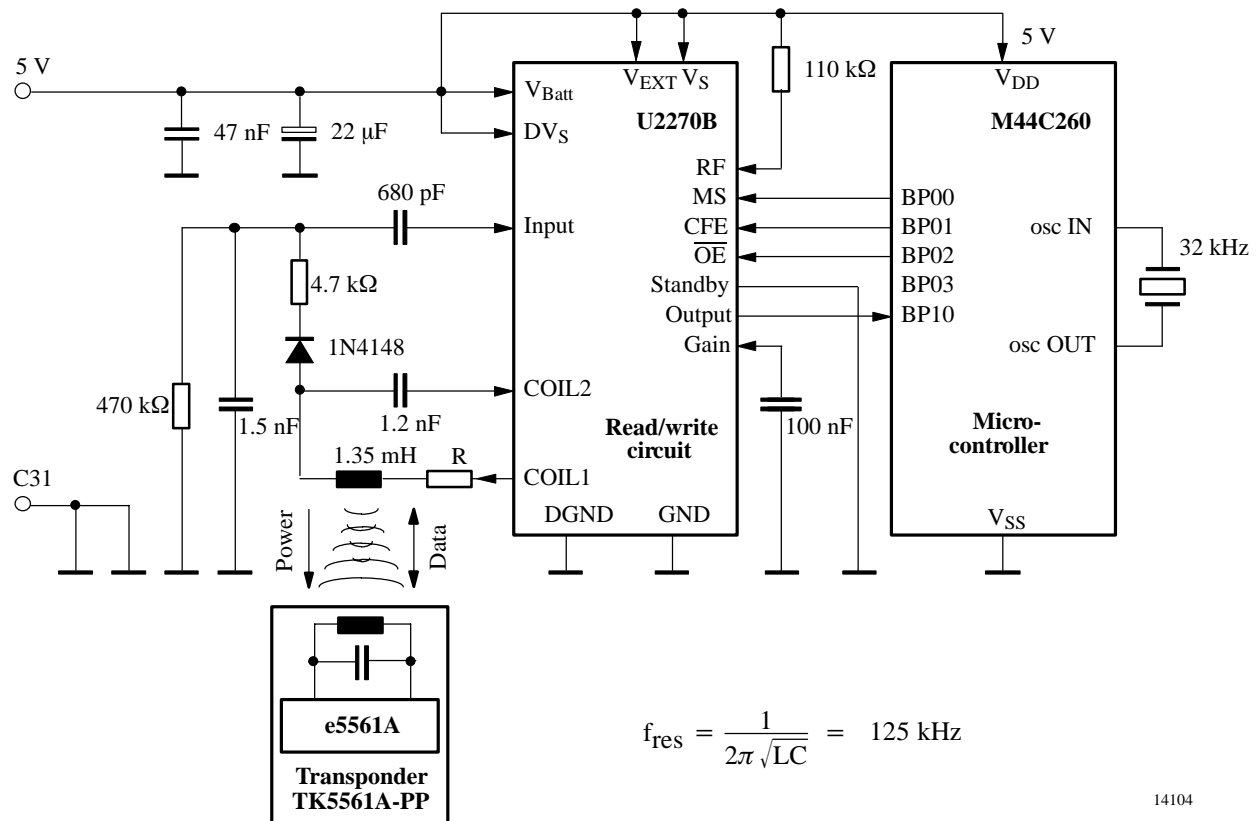 5 V
5 V
47 nF
22 µF
V_Batt
DV_S
V_EXT V_S
U2270B
110 kΩ
V_DD
M44C260
680 pF
Input
RF
MS
CFE
O̅E̅
Standby
Output
Gain
BP00
BP01
BP02
BP03
BP10
osc IN
32 kHz
osc OUT
4.7 kΩ
1N4148
470 kΩ
1.5 nF
1.2 nF
COIL2
1.35 mH
R
COIL1
Read/write
circuit
100 nF
Micro-
controller
C31
DGND
GND
V_SS
Power
Data
e5561A
Transponder
TK5561A-PP
f_res = 1/(2π√LC) = 125 kHz
14104